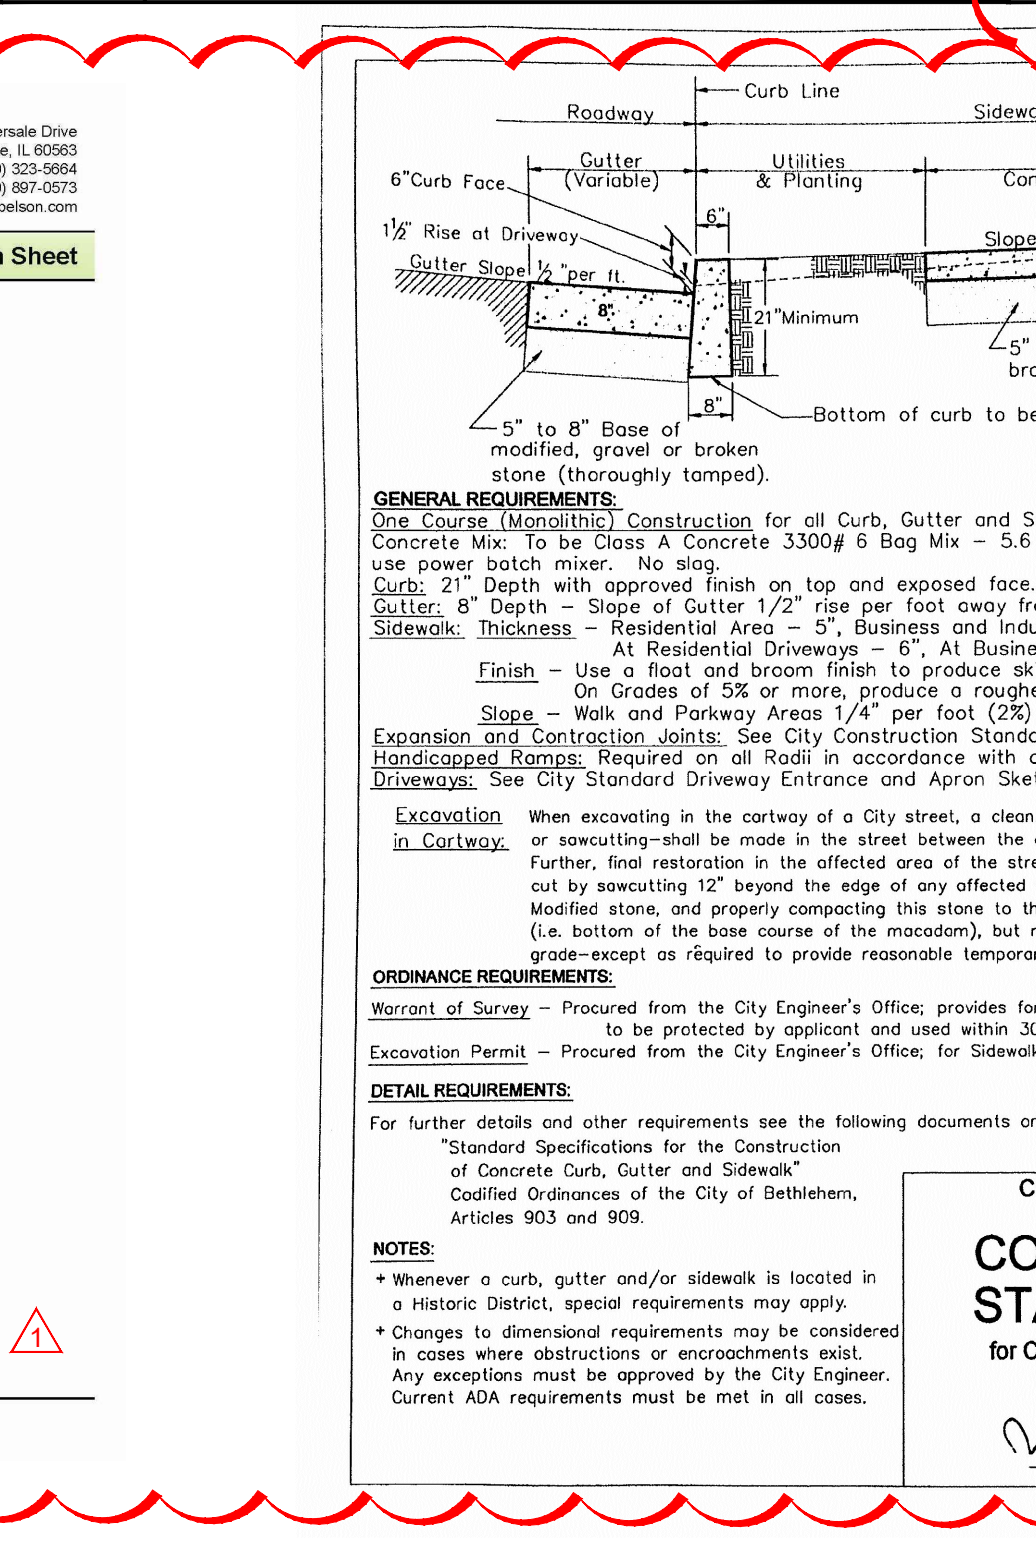 ersale Drive
e, IL 60563
) 323-5664
) 897-0573
pelson.com
n Sheet
1
Curb Line
Roadway
Sidewa
Gutter
(Variable)
Utilities
& Planting
Con
6"Curb Face
6"
1½" Rise at Driveway
Slope
Gutter Slope ½"per ft.
8"
21"Minimum
5"
bro
8"
Bottom of curb to be
5" to 8" Base of
modified, gravel or broken
stone (thoroughly tamped).
GENERAL REQUIREMENTS:
One Course (Monolithic) Construction for all Curb, Gutter and S
Concrete Mix: To be Class A Concrete 3300# 6 Bag Mix – 5.6
use power batch mixer. No slag.
Curb: 21" Depth with approved finish on top and exposed face.
Gutter: 8" Depth – Slope of Gutter 1/2" rise per foot away fr
Sidewalk: Thickness – Residential Area – 5", Business and Indu
At Residential Driveways – 6", At Busine
Finish – Use a float and broom finish to produce sk
On Grades of 5% or more, produce a roughe
Slope – Walk and Parkway Areas 1/4" per foot (2%)
Expansion and Contraction Joints: See City Construction Standa
Handicapped Ramps: Required on all Radii in accordance with c
Driveways: See City Standard Driveway Entrance and Apron Sket
Excavation in Cartway: When excavating in the cartway of a City street, a clean
or sawcutting–shall be made in the street between the
Further, final restoration in the affected area of the stre
cut by sawcutting 12" beyond the edge of any affected
Modified stone, and properly compacting this stone to th
(i.e. bottom of the base course of the macadam), but r
grade–except as required to provide reasonable tempora
ORDINANCE REQUIREMENTS:
Warrant of Survey – Procured from the City Engineer's Office; provides for
to be protected by applicant and used within 30
Excavation Permit – Procured from the City Engineer's Office; for Sidewalk
DETAIL REQUIREMENTS:
For further details and other requirements see the following documents or
"Standard Specifications for the Construction
of Concrete Curb, Gutter and Sidewalk"
Codified Ordinances of the City of Bethlehem,
Articles 903 and 909.
NOTES:
+ Whenever a curb, gutter and/or sidewalk is located in
a Historic District, special requirements may apply.
+ Changes to dimensional requirements may be considered
in cases where obstructions or encroachments exist.
Any exceptions must be approved by the City Engineer.
Current ADA requirements must be met in all cases.
C
CO
STA
for C